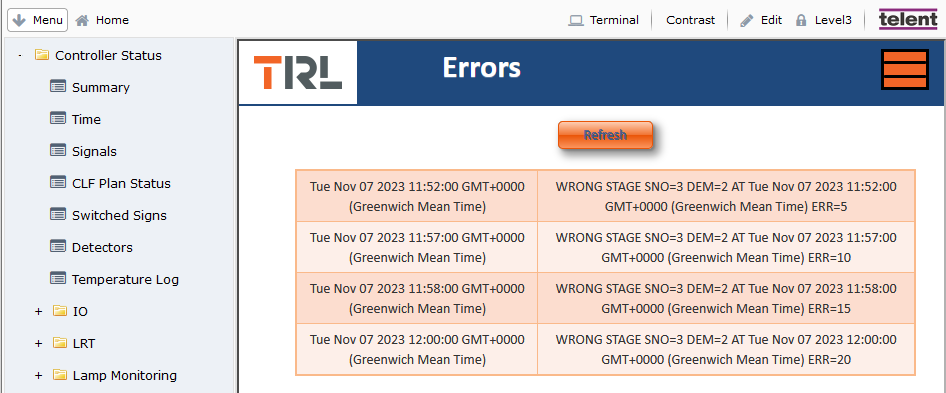 Menu Home Terminal Contrast Edit Level3 telent
- Controller Status
Summary
Time
Signals
CLF Plan Status
Switched Signs
Detectors
Temperature Log
+ IO
+ LRT
+ Lamp Monitoring
TRL Errors
Refresh
Tue Nov 07 2023 11:52:00 GMT+0000
(Greenwich Mean Time)
WRONG STAGE SNO=3 DEM=2 AT Tue Nov 07 2023 11:52:00
GMT+0000 (Greenwich Mean Time) ERR=5
Tue Nov 07 2023 11:57:00 GMT+0000
(Greenwich Mean Time)
WRONG STAGE SNO=3 DEM=2 AT Tue Nov 07 2023 11:57:00
GMT+0000 (Greenwich Mean Time) ERR=10
Tue Nov 07 2023 11:58:00 GMT+0000
(Greenwich Mean Time)
WRONG STAGE SNO=3 DEM=2 AT Tue Nov 07 2023 11:58:00
GMT+0000 (Greenwich Mean Time) ERR=15
Tue Nov 07 2023 12:00:00 GMT+0000
(Greenwich Mean Time)
WRONG STAGE SNO=3 DEM=2 AT Tue Nov 07 2023 12:00:00
GMT+0000 (Greenwich Mean Time) ERR=20